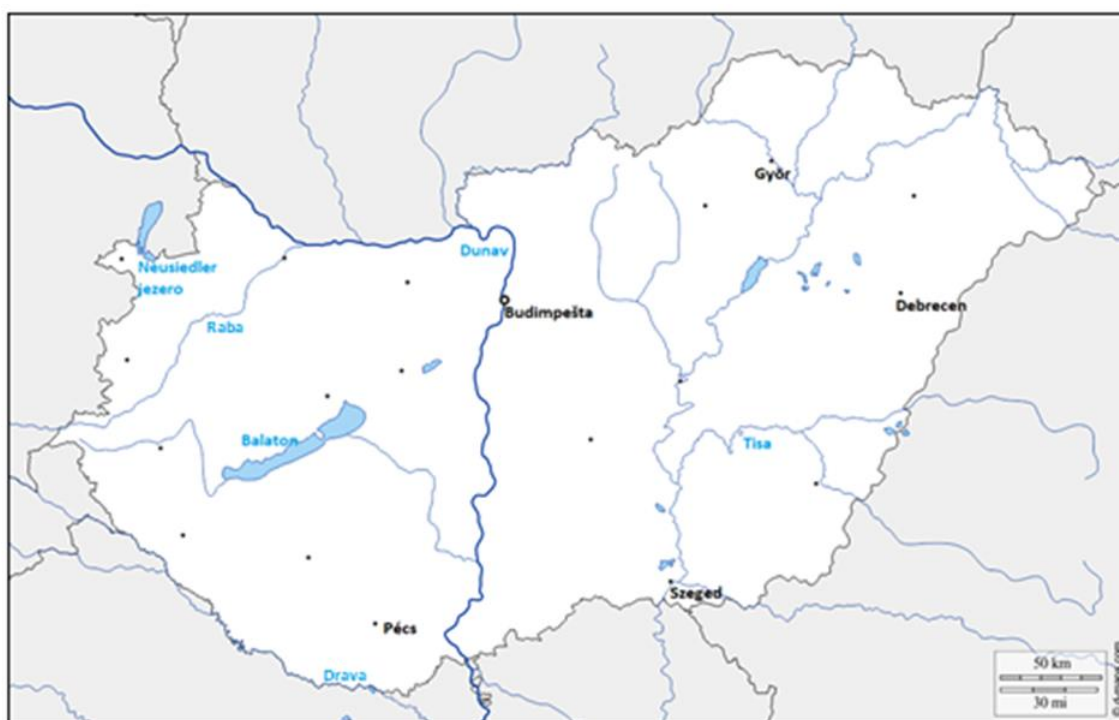 Győr
Dunav
Neusiedler
jezero
Budimpešta
Debrecen
Raba
Balaton
Tisa
Szeged
Pécs
Drava
50 km
30 mi